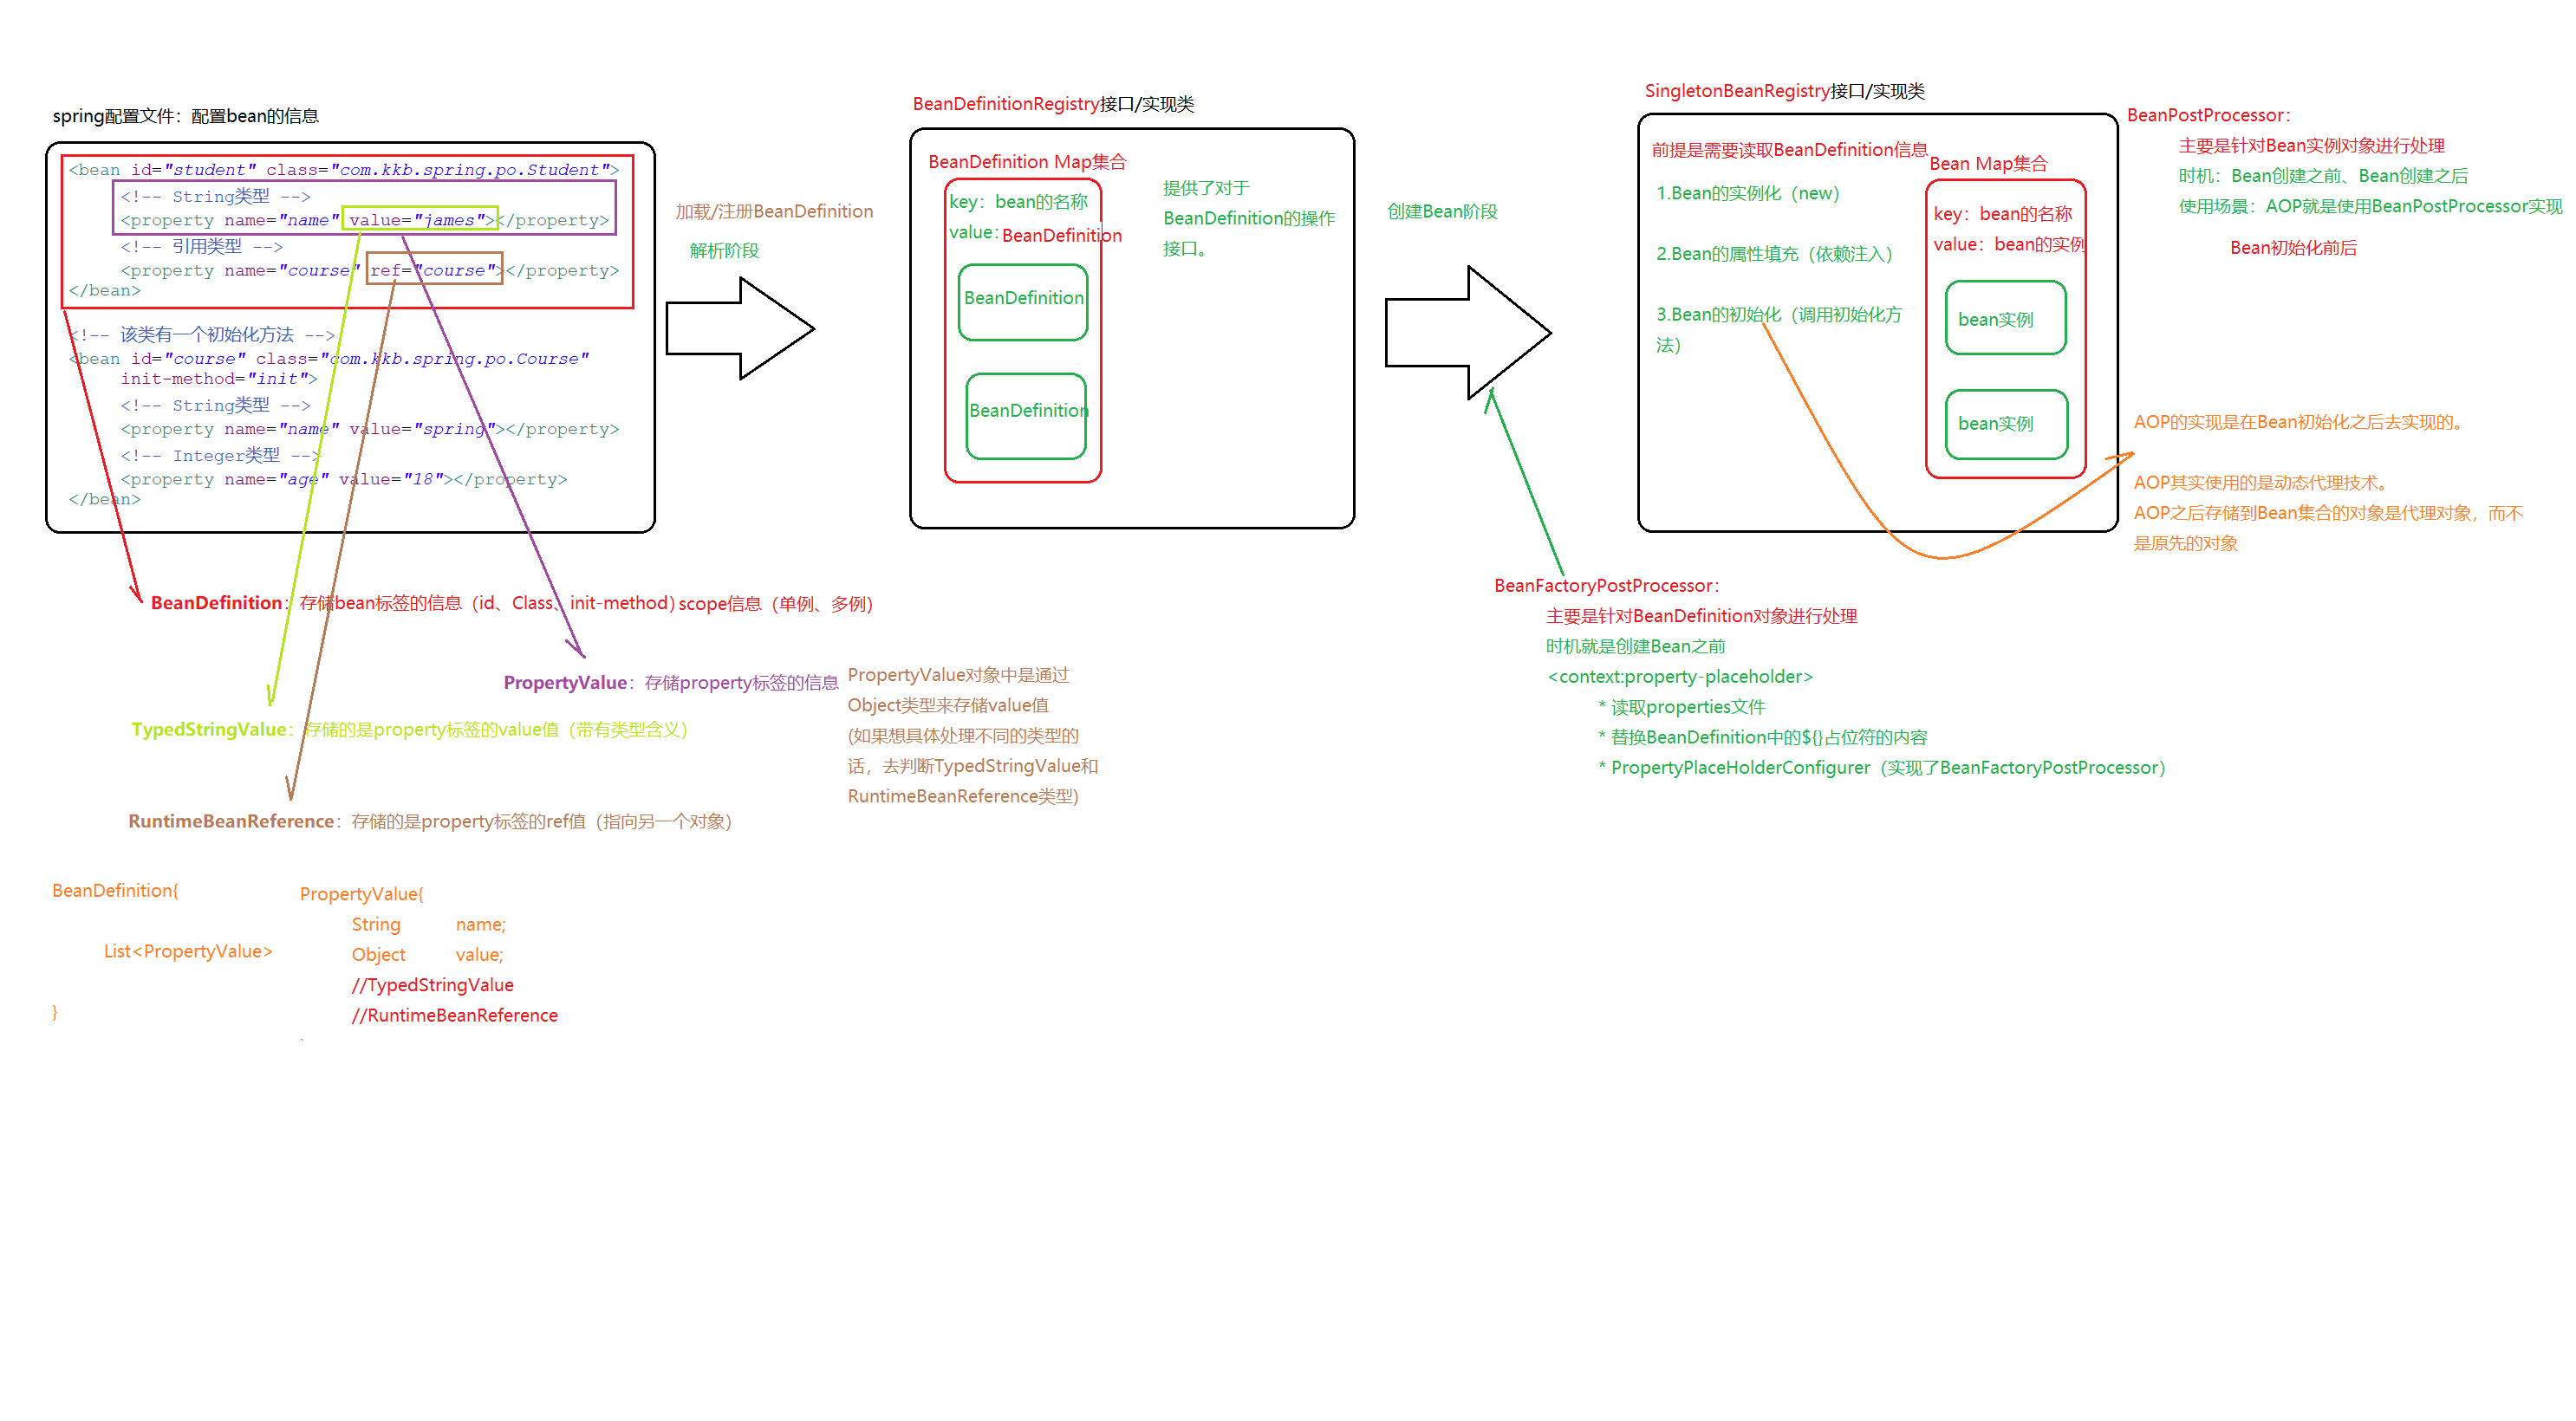 spring配置文件：配置bean的信息
<bean id="student" class="com.kkb.spring.po.Student">
<!-- String类型 -->
<property name="name" value="james"></property>
<!-- 引用类型 -->
<property name="course" ref="course"></property>
</bean>
<!-- 该类有一个初始化方法 -->
<bean id="course" class="com.kkb.spring.po.Course"
init-method="init">
<!-- String类型 -->
<property name="name" value="spring"></property>
<!-- Integer类型 -->
<property name="age" value="18"></property>
</bean>
加载/注册BeanDefinition
解析阶段
BeanDefinitionRegistry接口/实现类
BeanDefinition Map集合
key：bean的名称
value：BeanDefinition
BeanDefinition
BeanDefinition
提供了对于
BeanDefinition的操作
接口。
创建Bean阶段
SingletonBeanRegistry接口/实现类
前提是需要读取BeanDefinition信息
1.Bean的实例化（new）
2.Bean的属性填充（依赖注入）
3.Bean的初始化（调用初始化方
法）
Bean Map集合
key：bean的名称
value：bean的实例
bean实例
bean实例
BeanPostProcessor：
主要是针对Bean实例对象进行处理
时机：Bean创建之前、Bean创建之后
使用场景：AOP就是使用BeanPostProcessor实现
Bean初始化前后
AOP的实现是在Bean初始化之后去实现的。
AOP其实使用的是动态代理技术。
AOP之后存储到Bean集合的对象是代理对象，而不
是原先的对象
BeanDefinition：存储bean标签的信息（id、Class、init-method）scope信息（单例、多例）
PropertyValue：存储property标签的信息
TypedStringValue：存储的是property标签的value值（带有类型含义）
RuntimeBeanReference：存储的是property标签的ref值（指向另一个对象）
PropertyValue对象中是通过
Object类型来存储value值
(如果想具体处理不同的类型的
话，去判断TypedStringValue和
RuntimeBeanReference类型)
BeanFactoryPostProcessor：
主要是针对BeanDefinition对象进行处理
时机就是创建Bean之前
<context:property-placeholder>
* 读取properties文件
* 替换BeanDefinition中的${}占位符的内容
* PropertyPlaceHolderConfigurer（实现了BeanFactoryPostProcessor）
BeanDefinition{
List<PropertyValue>
}
PropertyValue{
String name;
Object value;
//TypedStringValue
//RuntimeBeanReference